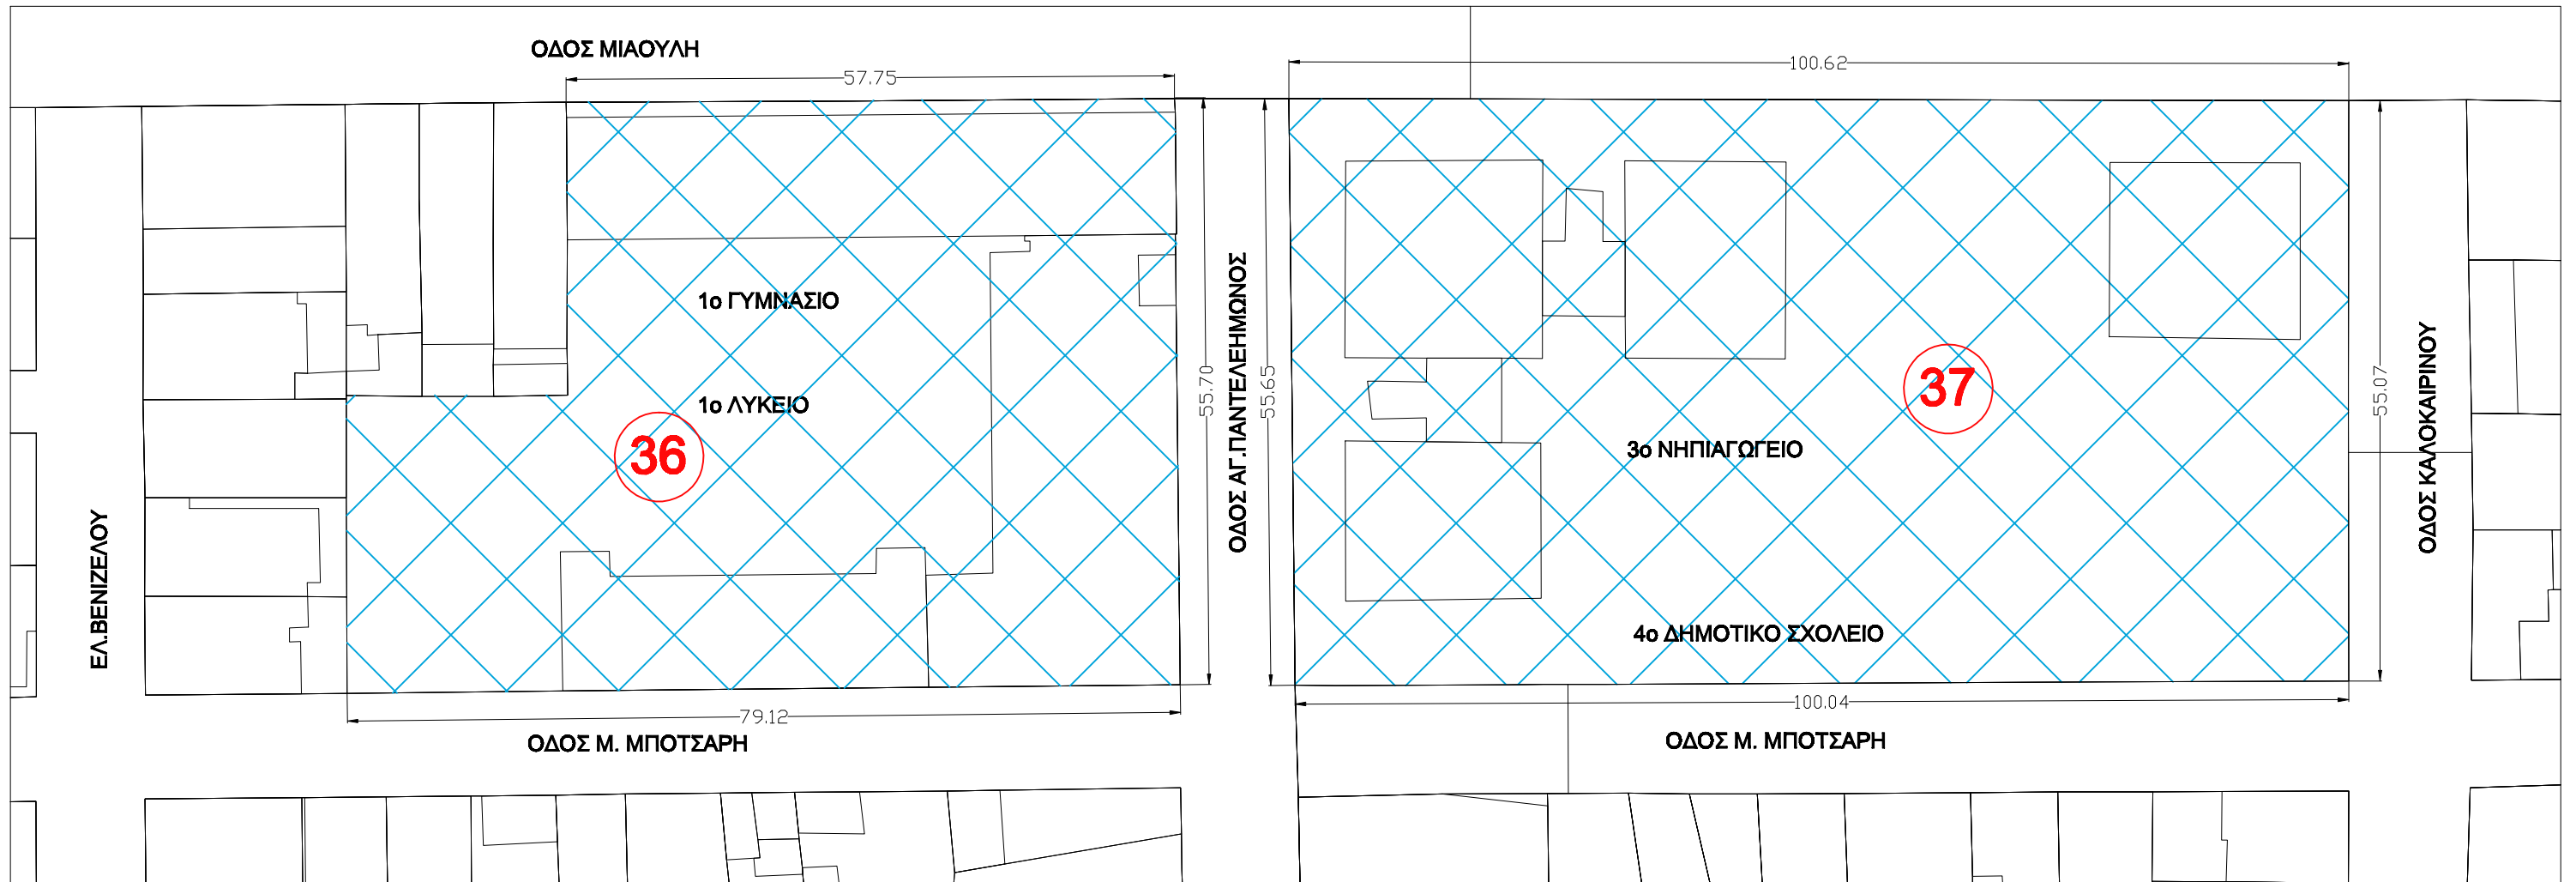 ΟΔΟΣ ΜΙΑΟΥΛΗ
57.75
100.62
1ο ΓΥΜΝΑΣΙΟ
1ο ΛΥΚΕΙΟ
36
55.70
ΟΔΟΣ ΑΓ.ΠΑΝΤΕΛΕΗΜΩΝΟΣ
55.65
37
3ο ΝΗΠΙΑΓΩΓΕΙΟ
4ο ΔΗΜΟΤΙΚΟ ΣΧΟΛΕΙΟ
55.07
ΟΔΟΣ ΚΑΛΟΚΑΙΡΙΝΟΥ
ΕΛ.ΒΕΝΙΖΕΛΟΥ
79.12
100.04
ΟΔΟΣ Μ. ΜΠΟΤΣΑΡΗ
ΟΔΟΣ Μ. ΜΠΟΤΣΑΡΗ